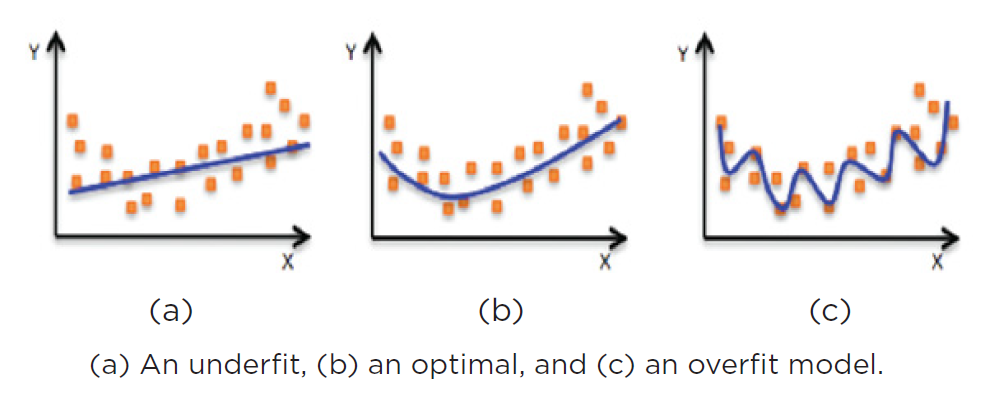 Y
X
Y
X
Y
X
(a)
(b)
(c)
(a) An underfit, (b) an optimal, and (c) an overfit model.